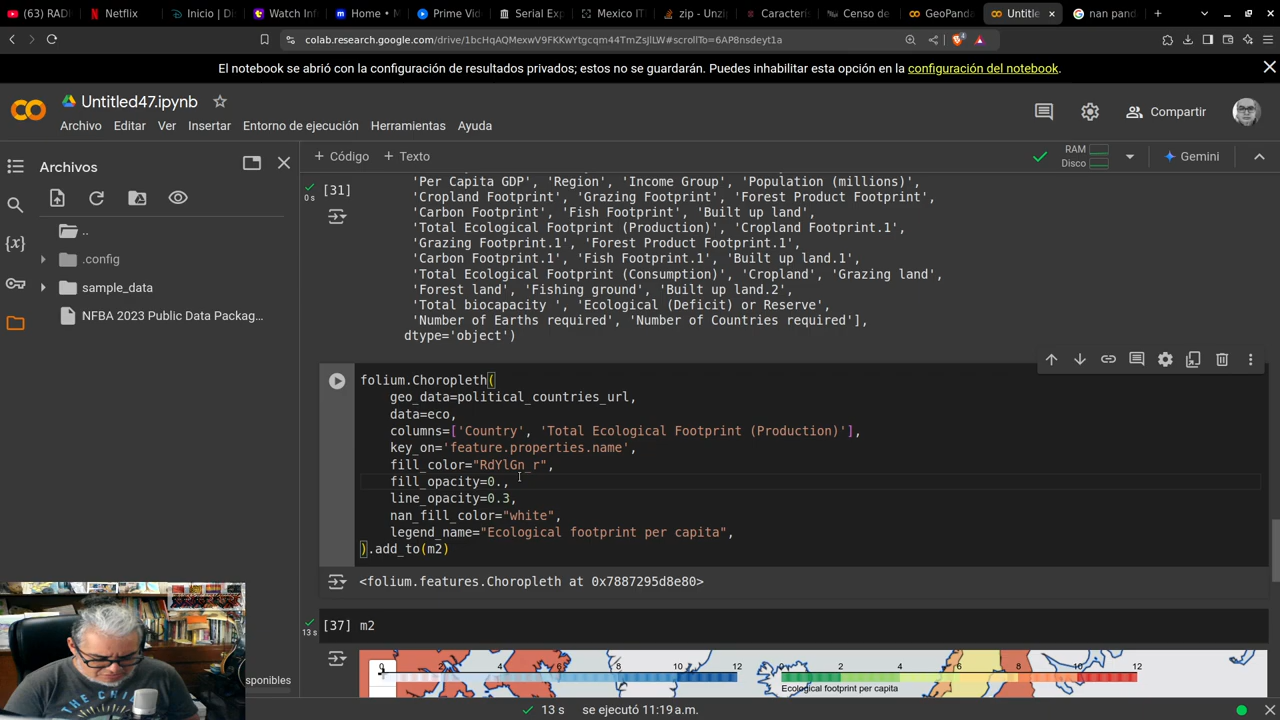 (63) RADI
Netflix
Inicio | Dis
Watch Inf
Home • M
Prime Vid
Serial Exp
Mexico IT
zip - Unzip
Caracterís
Censo de
GeoPanda
Untitle
nan pand
colab.research.google.com/drive/1bcHqAQMexwV9FKKwYtgcqm44TmZsJlLW#scrollTo=6AP8nsdeyt1a
El notebook se abrió con la configuración de resultados privados; estos no se guardarán. Puedes inhabilitar esta opción en la configuración del notebook.
Untitled47.ipynb
Archivo Editar Ver Insertar Entorno de ejecución Herramientas Ayuda
Compartir
Archivos
+ Código + Texto
RAM
Disco
Gemini
..
.config
sample_data
NFBA 2023 Public Data Packag...
[31]
0 s
'Per Capita GDP', 'Region', 'Income Group', 'Population (millions)',
'Cropland Footprint', 'Grazing Footprint', 'Forest Product Footprint',
'Carbon Footprint', 'Fish Footprint', 'Built up land',
'Total Ecological Footprint (Production)', 'Cropland Footprint.1',
'Grazing Footprint.1', 'Forest Product Footprint.1',
'Carbon Footprint.1', 'Fish Footprint.1', 'Built up land.1',
'Total Ecological Footprint (Consumption)', 'Cropland', 'Grazing land',
'Forest land', 'Fishing ground', 'Built up land.2',
'Total biocapacity ', 'Ecological (Deficit) or Reserve',
'Number of Earths required', 'Number of Countries required'],
dtype='object')
folium.Choropleth(
geo_data=political_countries_url,
data=eco,
columns=['Country', 'Total Ecological Footprint (Production)'],
key_on='feature.properties.name',
fill_color="RdYlGn_r",
fill_opacity=0.,
line_opacity=0.3,
nan_fill_color="white",
legend_name="Ecological footprint per capita",
).add_to(m2)
<folium.features.Choropleth at 0x7887295d8e80>
[37] m2
13 s
0 2 4 6 8 10 12
0 2 4 6 8 10 12
Ecological footprint per capita
sponibles
13 s se ejecutó 11:19 a.m.